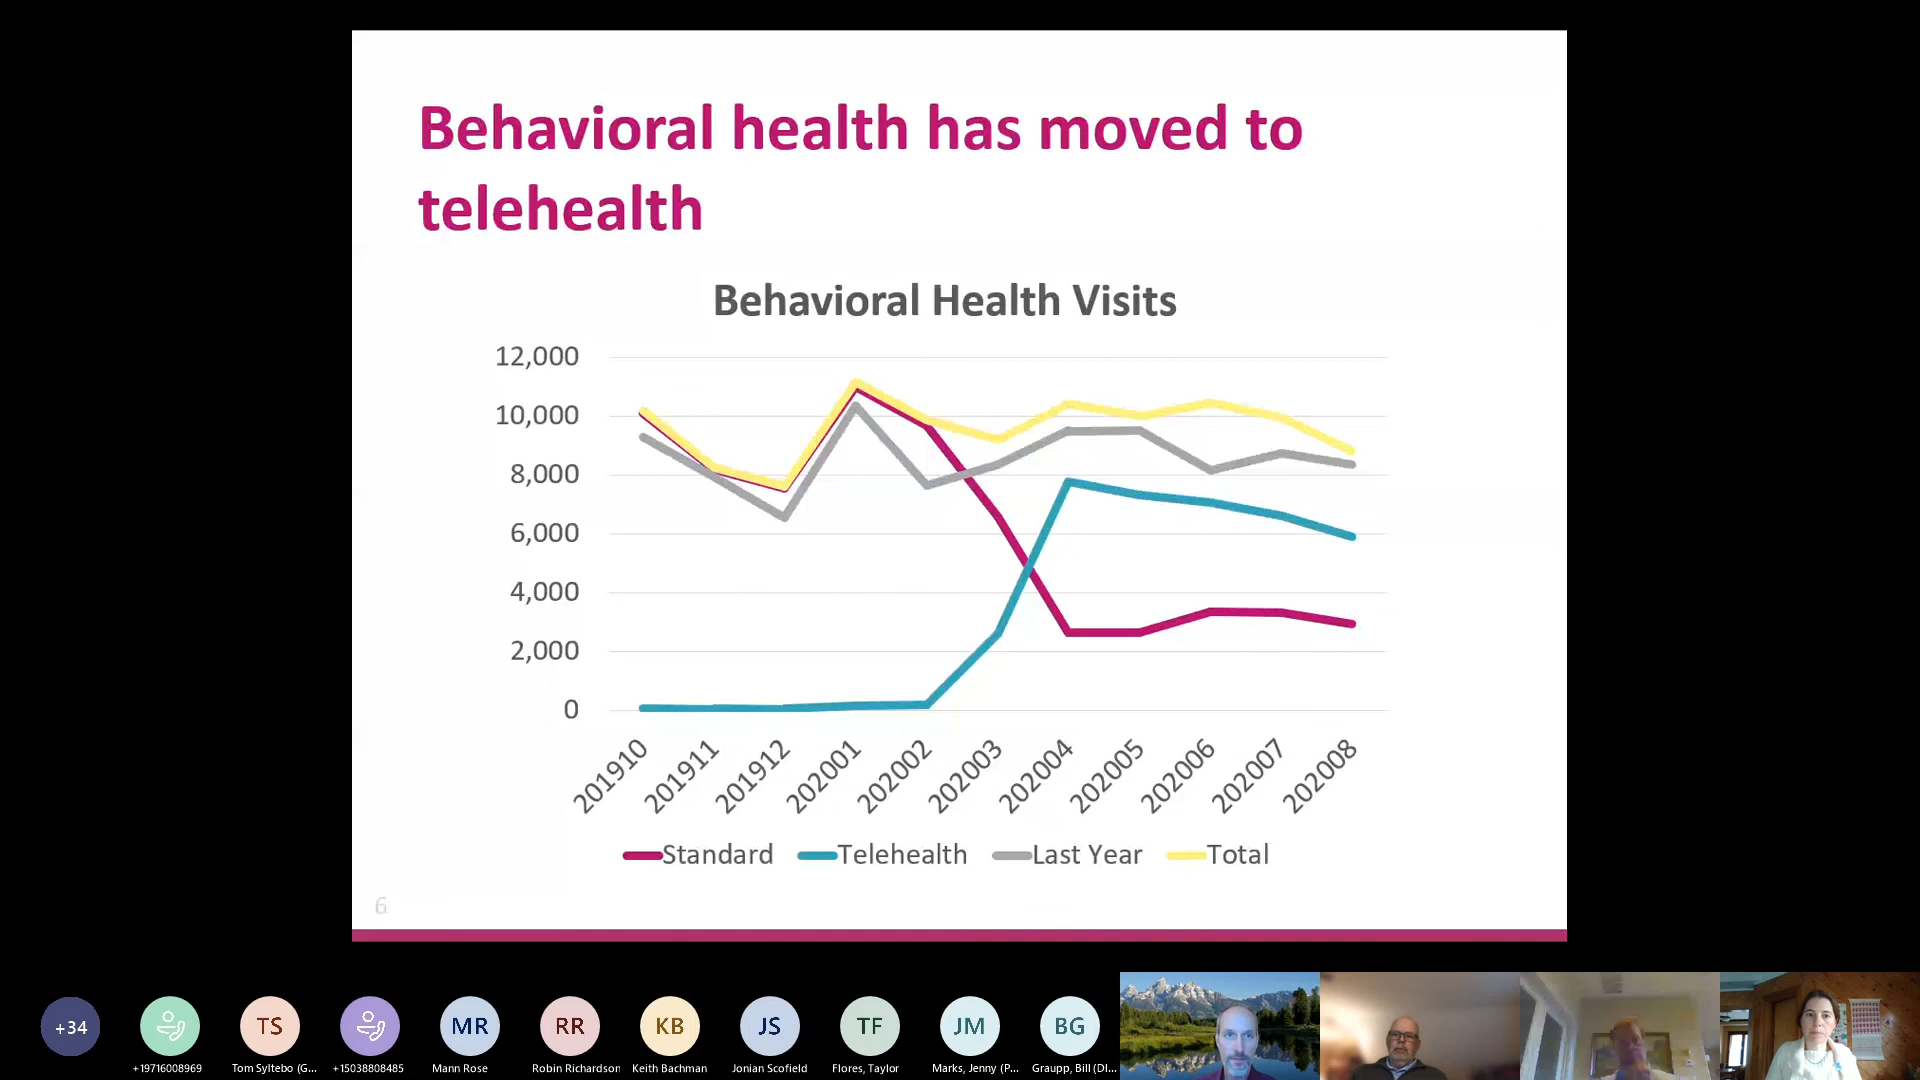 Behavioral health has moved to
telehealth
Behavioral Health Visits
12,000
10,000
8,000
6,000
4,000
2,000
0
201910
201911
201912
202001
202002
202003
202004
202005
202006
202007
202008
Standard
Telehealth
Last Year
Total
6
+34
TS
MR
RR
KB
JS
TF
JM
BG
+19716008969
Tom Syltebo (G...
+15038808485
Mann Rose
Robin Richardson
Keith Bachman
Jonian Scofield
Flores, Taylor
Marks, Jenny (P...
Graupp, Bill (DI...